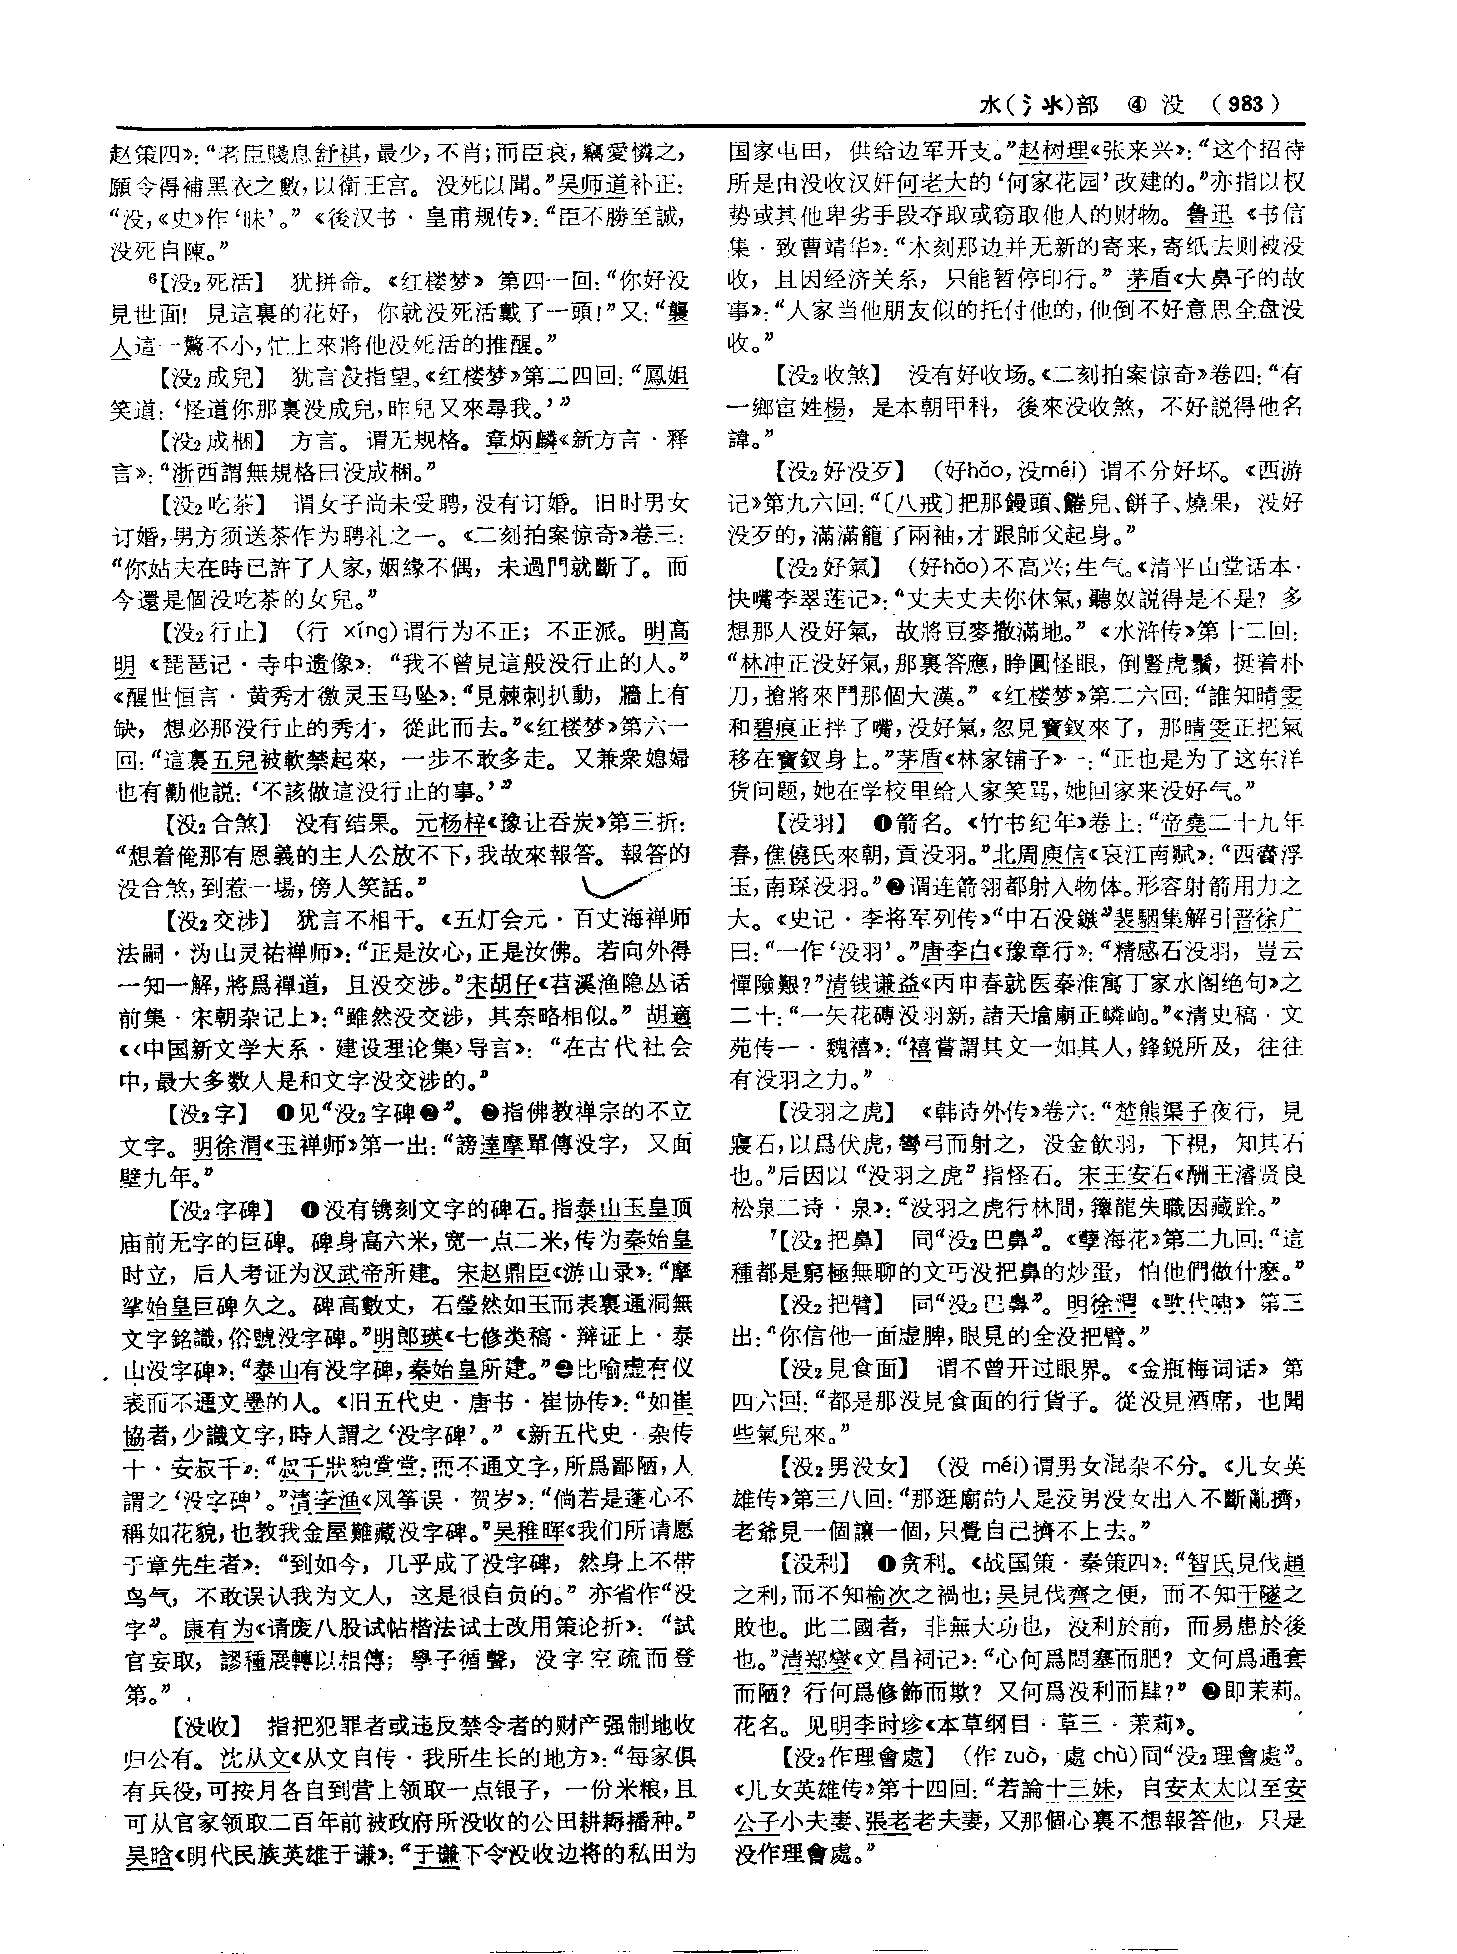 水(氵氺)部 ④ 没 (983)
赵策四》：“老臣賤息舒祺，最少，不肖；而臣衰，竊愛憐之，
願令得補黑衣之數，以衛王宫。没死以聞。”吴师道补正：
“没，《史》作‘昧’。”《後汉书·皇甫规传》：“臣不勝至誠，
没死自陳。”
⁶【没₂死活】 犹拼命。《红楼梦》第四一回：“你好没
見世面！見這裏的花好，你就没死活戴了一頭！”又：“襲
人這一驚不小，忙上來將他没死活的推醒。”
【没₂成兒】 犹言没指望。《红楼梦》第二四回：“鳳姐
笑道：‘怪道你那裏没成兒，昨兒又來尋我。’”
【没₂成梱】 方言。谓无规格。章炳麟《新方言·释
言》：“浙西謂無規格曰没成梱。”
【没₂吃茶】 谓女子尚未受聘，没有订婚。旧时男女
订婚，男方须送茶作为聘礼之一。《二刻拍案惊奇》卷三：
“你姑夫在時已許了人家，姻緣不偶，未過門就斷了。而
今還是個没吃茶的女兒。”
【没₂行止】 (行 xíng)谓行为不正；不正派。明高
明《琵琶记·寺中遗像》：“我不曾見這般没行止的人。”
《醒世恒言·黄秀才徼灵玉马坠》：“見棘刺扒動，牆上有
缺，想必那没行止的秀才，從此而去。”《红楼梦》第六一
回：“這裏五兒被軟禁起來，一步不敢多走。又兼衆媳婦
也有勸他説：‘不該做這没行止的事。’”
【没₂合煞】 没有结果。元杨梓《豫让吞炭》第三折：
“想着俺那有恩義的主人公放不下，我故來報答。報答的
没合煞，到惹一場，傍人笑話。”
【没₂交涉】 犹言不相干。《五灯会元·百丈海禅师
法嗣·沩山灵祐禅师》：“正是汝心，正是汝佛。若向外得
一知一解，將爲禪道，且没交涉。”宋胡仔《苕溪渔隐丛话
前集·宋朝杂记上》：“雖然没交涉，其奈略相似。”胡適
《〈中国新文学大系·建设理论集〉导言》：“在古代社会
中，最大多数人是和文字没交涉的。”
【没₂字】 ❶见“没₂字碑❷”。❷指佛教禅宗的不立
文字。明徐渭《玉禅师》第一出：“謗達摩單傳没字，又面
壁九年。”
【没₂字碑】 ❶没有镌刻文字的碑石。指泰山玉皇顶
庙前无字的巨碑。碑身高六米，宽一点二米，传为秦始皇
时立，后人考证为汉武帝所建。宋赵鼎臣《游山录》：“摩
挲始皇巨碑久之。碑高數丈，石瑩然如玉而表裏通洞無
文字銘識，俗號没字碑。”明郎瑛《七修类稿·辩证上·泰
山没字碑》：“泰山有没字碑，秦始皇所建。”❷比喻虚有仪
表而不通文墨的人。《旧五代史·唐书·崔协传》：“如崔
協者，少識文字，時人謂之‘没字碑’。”《新五代史·杂传
十·安叔千》：“叔千狀貌堂堂，而不通文字，所爲鄙陋，人
謂之‘没字碑’。”清李渔《风筝误·贺岁》：“倘若是蓬心不
稱如花貌，也教我金屋難藏没字碑。”吴稚晖《我们所请愿
于章先生者》：“到如今，几乎成了没字碑，然身上不带
鸟气，不敢误认我为文人，这是很自负的。”亦省作“没
字”。康有为《请废八股试帖楷法试士改用策论折》：“試
官妄取，謬種展轉以相傳；學子循聲，没字空疏而登
第。”
【没收】 指把犯罪者或违反禁令者的财产强制地收
归公有。沈从文《从文自传·我所生长的地方》：“每家俱
有兵役，可按月各自到营上领取一点银子，一份米粮，且
可从官家领取二百年前被政府所没收的公田耕耨播种。”
吴晗《明代民族英雄于谦》：“于谦下令没收边将的私田为
国家屯田，供给边军开支。”赵树理《张来兴》：“这个招待
所是由没收汉奸何老大的‘何家花园’改建的。”亦指以权
势或其他卑劣手段夺取或窃取他人的财物。鲁迅《书信
集·致曹靖华》：“木刻那边并无新的寄来，寄纸去则被没
收，且因经济关系，只能暂停印行。”茅盾《大鼻子的故
事》：“人家当他朋友似的托付他的，他倒不好意思全盘没
收。”
【没₂收煞】 没有好收场。《二刻拍案惊奇》卷四：“有
一鄉宦姓楊，是本朝甲科，後來没收煞，不好説得他名
諱。”
【没₂好没歹】 (好hǎo，没méi)谓不分好坏。《西游
记》第九六回：“〔八戒〕把那饅頭、餋兒、餅子、燒果，没好
没歹的，滿滿籠了兩袖，才跟師父起身。”
【没₂好氣】 (好hǎo)不高兴；生气。《清平山堂话本·
快嘴李翠莲记》：“丈夫丈夫你休氣，聽奴説得是不是？多
想那人没好氣，故將豆麥撒滿地。”《水浒传》第十二回：
“林冲正没好氣，那裏答應，睁圓怪眼，倒豎虎鬚，挺着朴
刀，搶將來鬥那個大漢。”《红楼梦》第二六回：“誰知晴雯
和碧痕正拌了嘴，没好氣，忽見寳釵來了，那晴雯正把氣
移在寳釵身上。”茅盾《林家铺子》一：“正也是为了这东洋
货问题，她在学校里给人家笑骂，她回家来没好气。”
【没羽】 ❶箭名。《竹书纪年》卷上：“帝堯二十九年
春，僬僥氏來朝，貢没羽。”北周庾信《哀江南赋》：“西賮浮
玉，南琛没羽。”❷谓连箭翎都射入物体。形容射箭用力之
大。《史记·李将军列传》“中石没鏃”裴駰集解引晋徐广
曰：“一作‘没羽’。”唐李白《豫章行》：“精感石没羽，豈云
憚險艱？”清钱谦益《丙申春就医秦淮寓丁家水阁绝句》之
二十：“一矢花磚没羽新，諸天墖廟正嶙峋。”《清史稿·文
苑传一·魏禧》：“禧嘗謂其文一如其人，鋒鋭所及，往往
有没羽之力。”
【没羽之虎】 《韩诗外传》卷六：“楚熊渠子夜行，見
寢石，以爲伏虎，彎弓而射之，没金飲羽，下視，知其石
也。”后因以“没羽之虎”指怪石。宋王安石《酬王濬贤良
松泉二诗·泉》：“没羽之虎行林間，籜龍失職因藏跧。”
⁷【没₂把鼻】 同“没₂巴鼻”。《孽海花》第二九回：“這
種都是窮極無聊的文丐没把鼻的炒蛋，怕他們做什麽。”
【没₂把臂】 同“没₂巴鼻”。明徐渭《歌代啸》第三
出：“你信他一面虚脾，眼見的全没把臂。”
【没₂見食面】 谓不曾开过眼界。《金瓶梅词话》第
四六回：“都是那没見食面的行貨子。從没見酒席，也聞
些氣兒來。”
【没₂男没女】 (没 méi)谓男女混杂不分。《儿女英
雄传》第三八回：“那逛廟的人是没男没女出入不斷亂擠，
老爺見一個讓一個，只覺自己擠不上去。”
【没利】 ❶贪利。《战国策·秦策四》：“智氏見伐趙
之利，而不知榆次之禍也；吴見伐齊之便，而不知干隧之
敗也。此二國者，非無大功也，没利於前，而易患於後
也。”清郑燮《文昌祠记》：“心何爲悶塞而肥？文何爲通套
而陋？行何爲修飾而欺？又何爲没利而肆？”❷即茉莉。
花名。见明李时珍《本草纲目·草三·茉莉》。
【没₂作理會處】 (作 zuò，處 chù)同“没₂理會處”。
《儿女英雄传》第十四回：“若論十三妹，自安太太以至安
公子小夫妻、張老老夫妻，又那個心裏不想報答他，只是
没作理會處。”